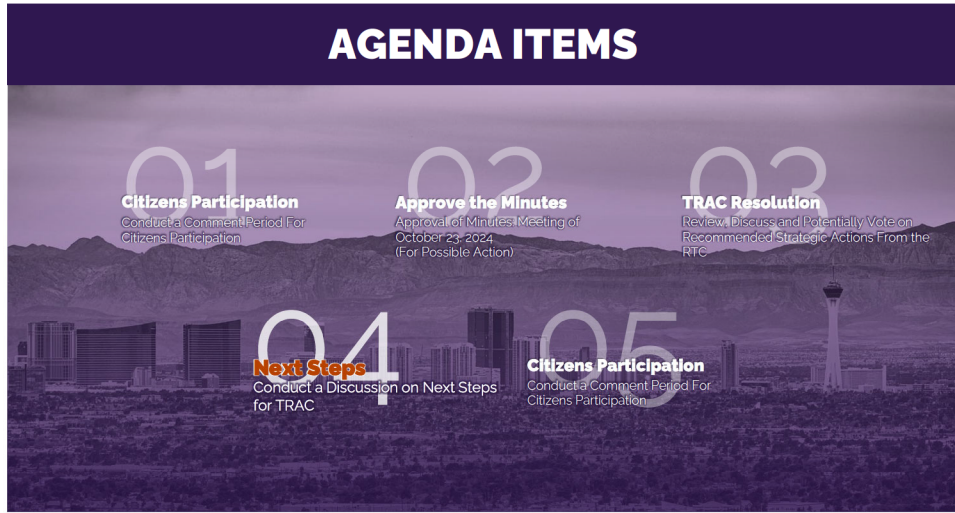 AGENDA ITEMS
01
Citizens Participation
Conduct a Comment Period For
Citizens Participation
02
Approve the Minutes
Approval of Minutes: Meeting of
October 23, 2024
(For Possible Action)
03
TRAC Resolution
Review, Discuss and Potentially Vote on
Recommended Strategic Actions From the
RTC
04
Next Steps
Conduct a Discussion on Next Steps
for TRAC
05
Citizens Participation
Conduct a Comment Period For
Citizens Participation